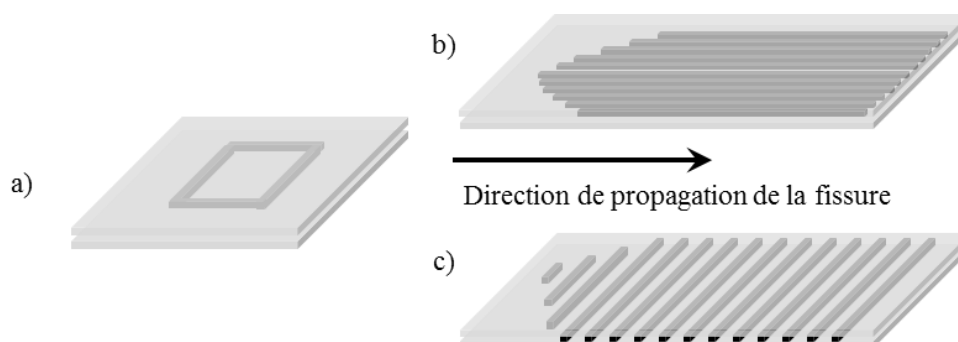 a)
b)
Direction de propagation de la fissure
c)